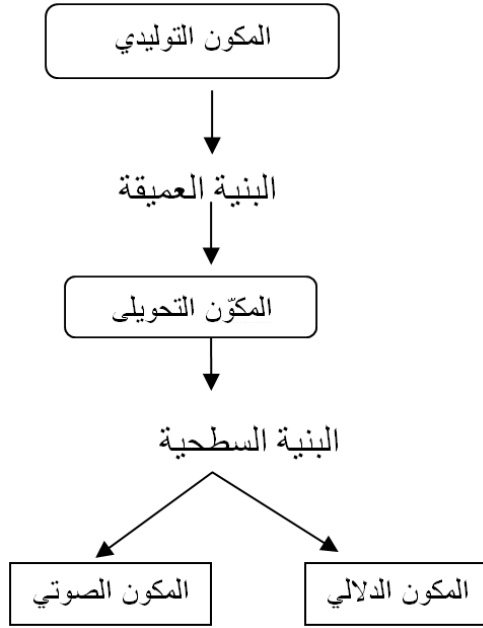 المكون التوليدي
البنية العميقة
المكوّن التحويلى
البنية السطحية
المكون الدلالي
المكون الصوتي